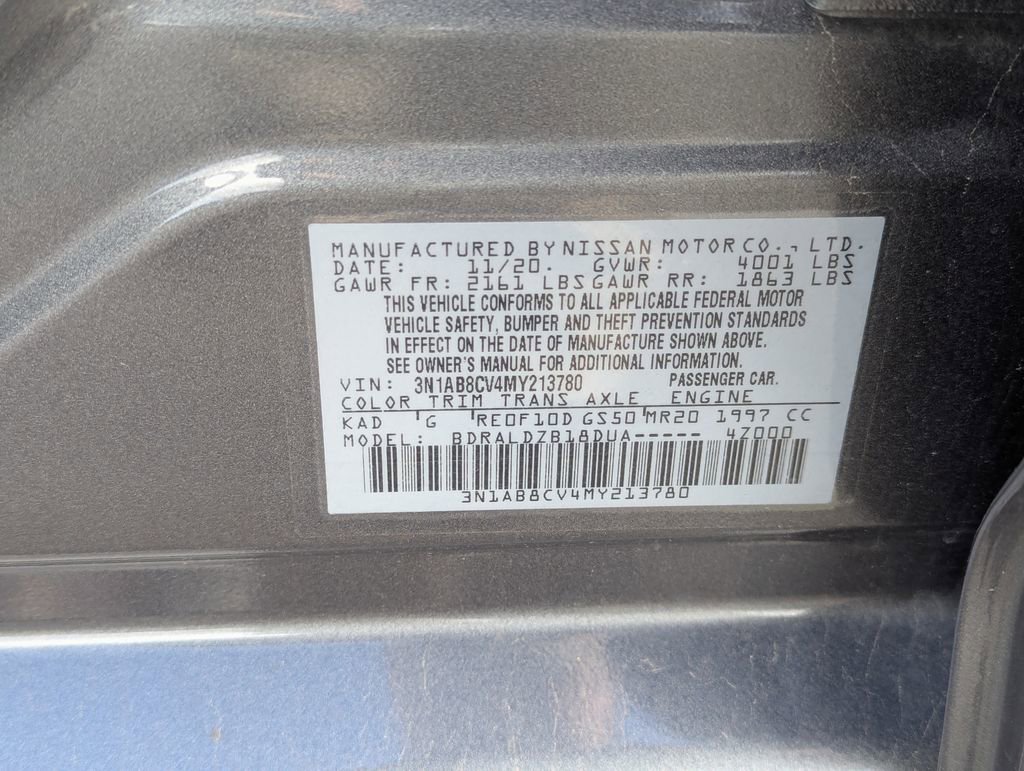 MANUFACTURED BY NISSAN MOTOR CO., LTD.
DATE: 11/20. GVWR: 4001 LBS
GAWR FR: 2161 LBS GAWR RR: 1863 LBS
THIS VEHICLE CONFORMS TO ALL APPLICABLE FEDERAL MOTOR
VEHICLE SAFETY, BUMPER AND THEFT PREVENTION STANDARDS
IN EFFECT ON THE DATE OF MANUFACTURE SHOWN ABOVE.
SEE OWNER'S MANUAL FOR ADDITIONAL INFORMATION.
VIN: 3N1AB8CV4MY213780 PASSENGER CAR.
COLOR TRIM TRANS AXLE ENGINE
KAD G RE0F10D GS50 MR20 1997 CC
MODEL: BDRALDZB18DUA----- 4Z000
3N1AB8CV4MY213780